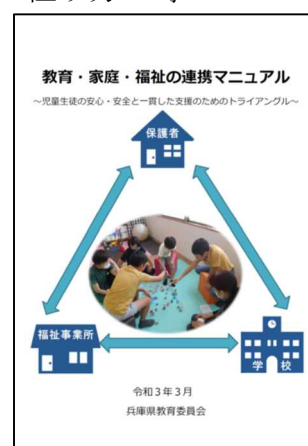 教育・家庭・福祉の連携マニュアル
~児童生徒の安心・安全と一貫した支援のためのトライアングル~
保護者
福祉事業所
学校
令和3年3月
兵庫県教育委員会